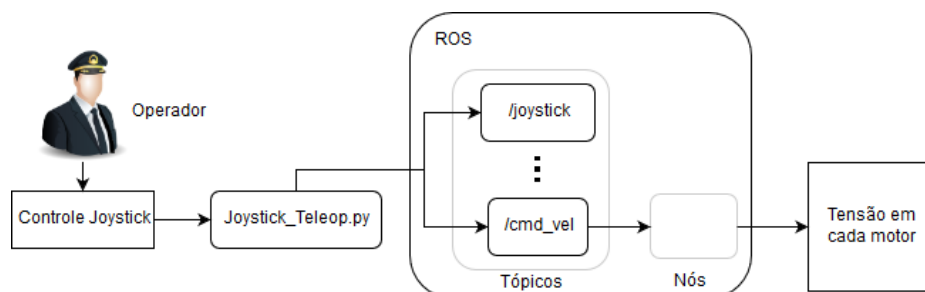 ROS
Operador
/joystick
Controle Joystick
Joystick_Teleop.py
/cmd_vel
Tensão em
cada motor
Tópicos
Nós